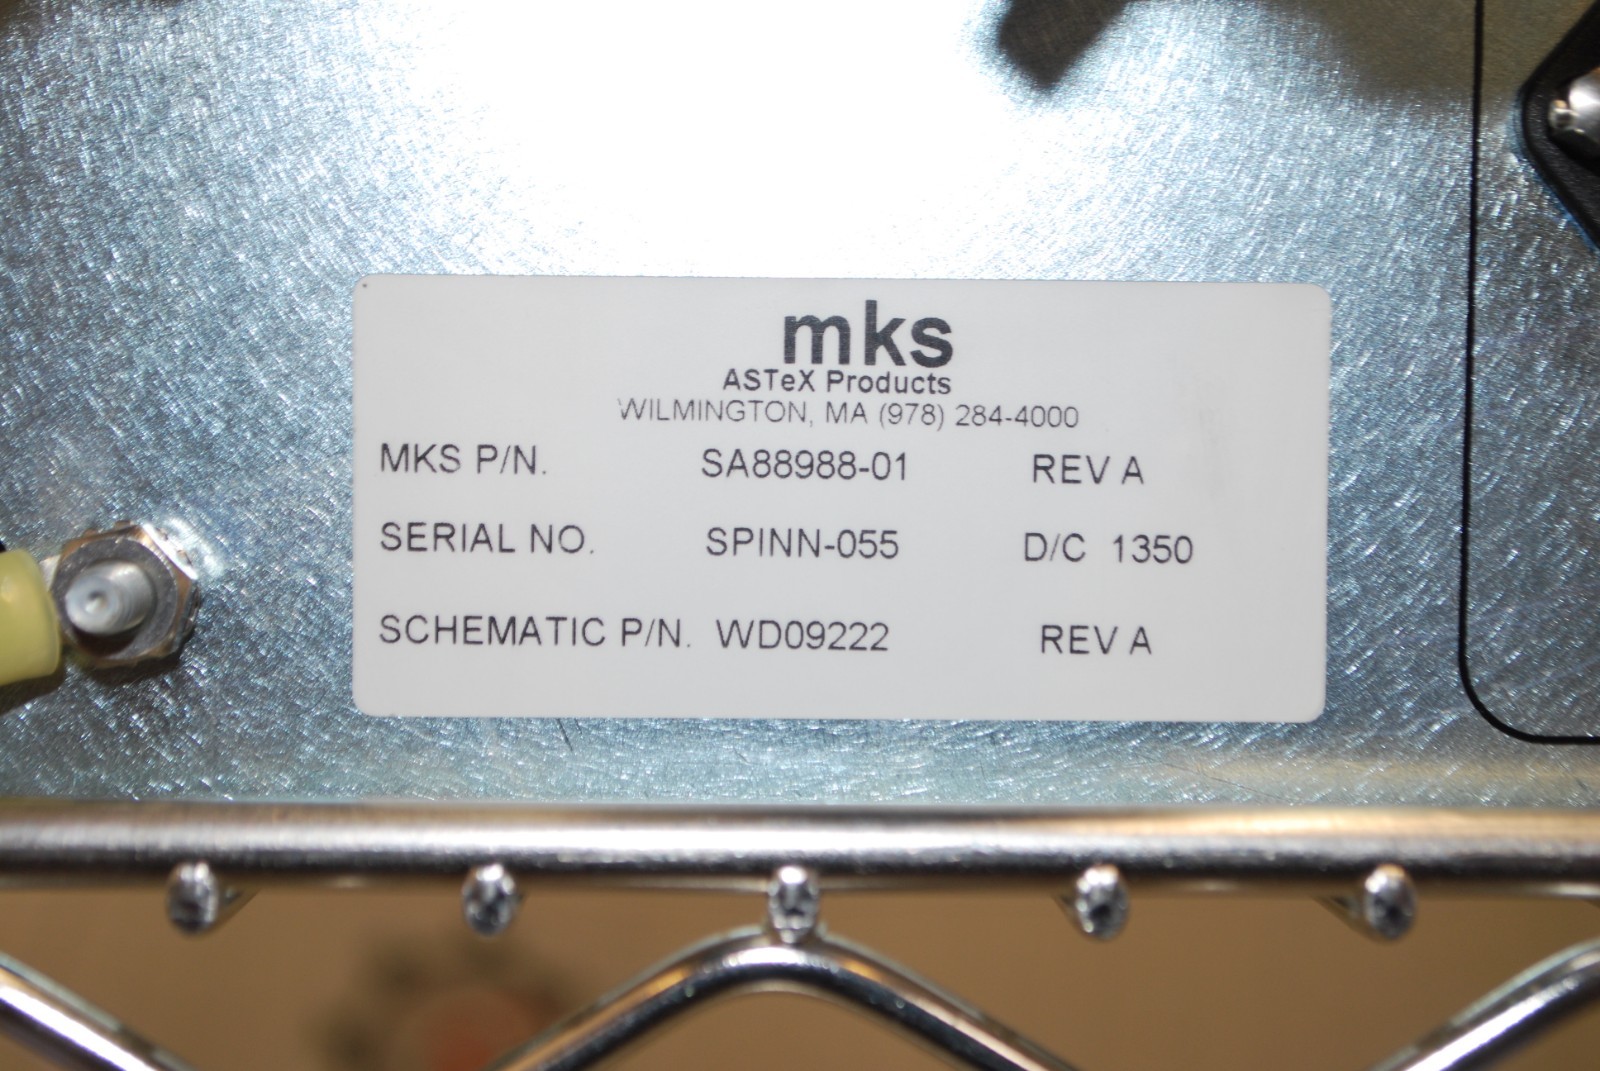 mks
ASTeX Products
WILMINGTON, MA (978) 284-4000
MKS P/N. SA88988-01 REV A
SERIAL NO. SPINN-055 D/C 1350
SCHEMATIC P/N. WD09222 REV A